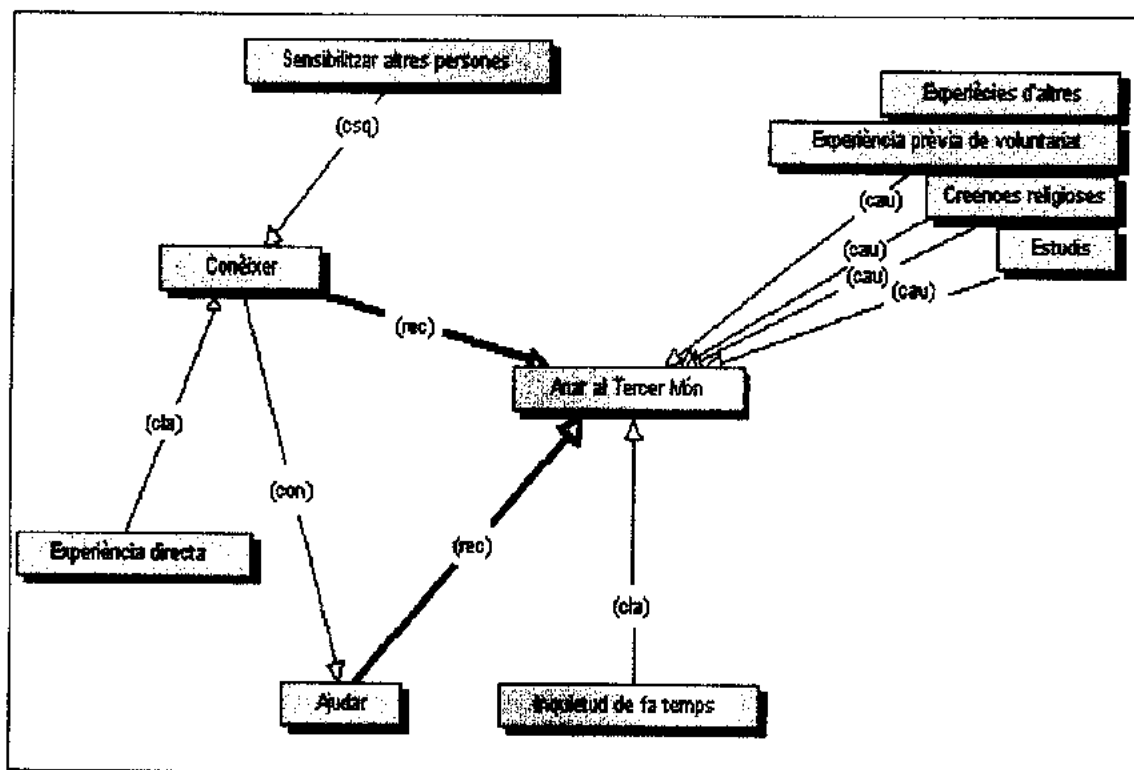 Sensibilitzar altres persones
Experiècies d'altres
(csq)
Experiència prèvia de voluntariat
(cau)
Creences religioses
(cau)
Estudis
Conèixer
(cau)
(cau)
(rec)
Anar al Tercer Món
(cla)
(con)
Experiència directa
(rec)
(cla)
Ajudar
Inquietud de fa temps